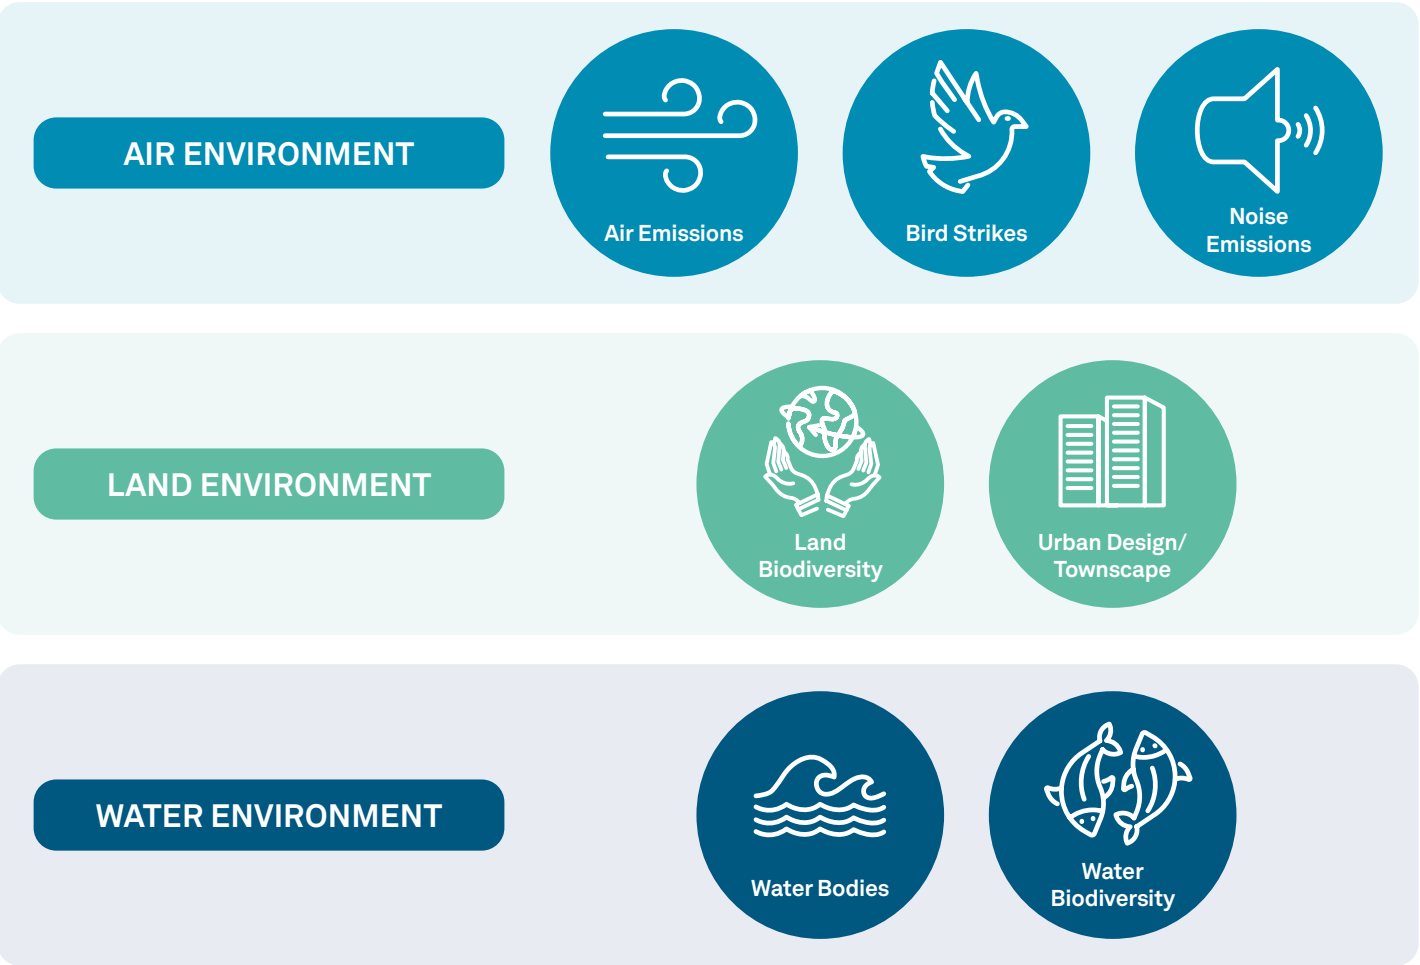 AIR ENVIRONMENT
Air Emissions
Bird Strikes
Noise
Emissions
LAND ENVIRONMENT
Land
Biodiversity
Urban Design/
Townscape
WATER ENVIRONMENT
Water Bodies
Water
Biodiversity